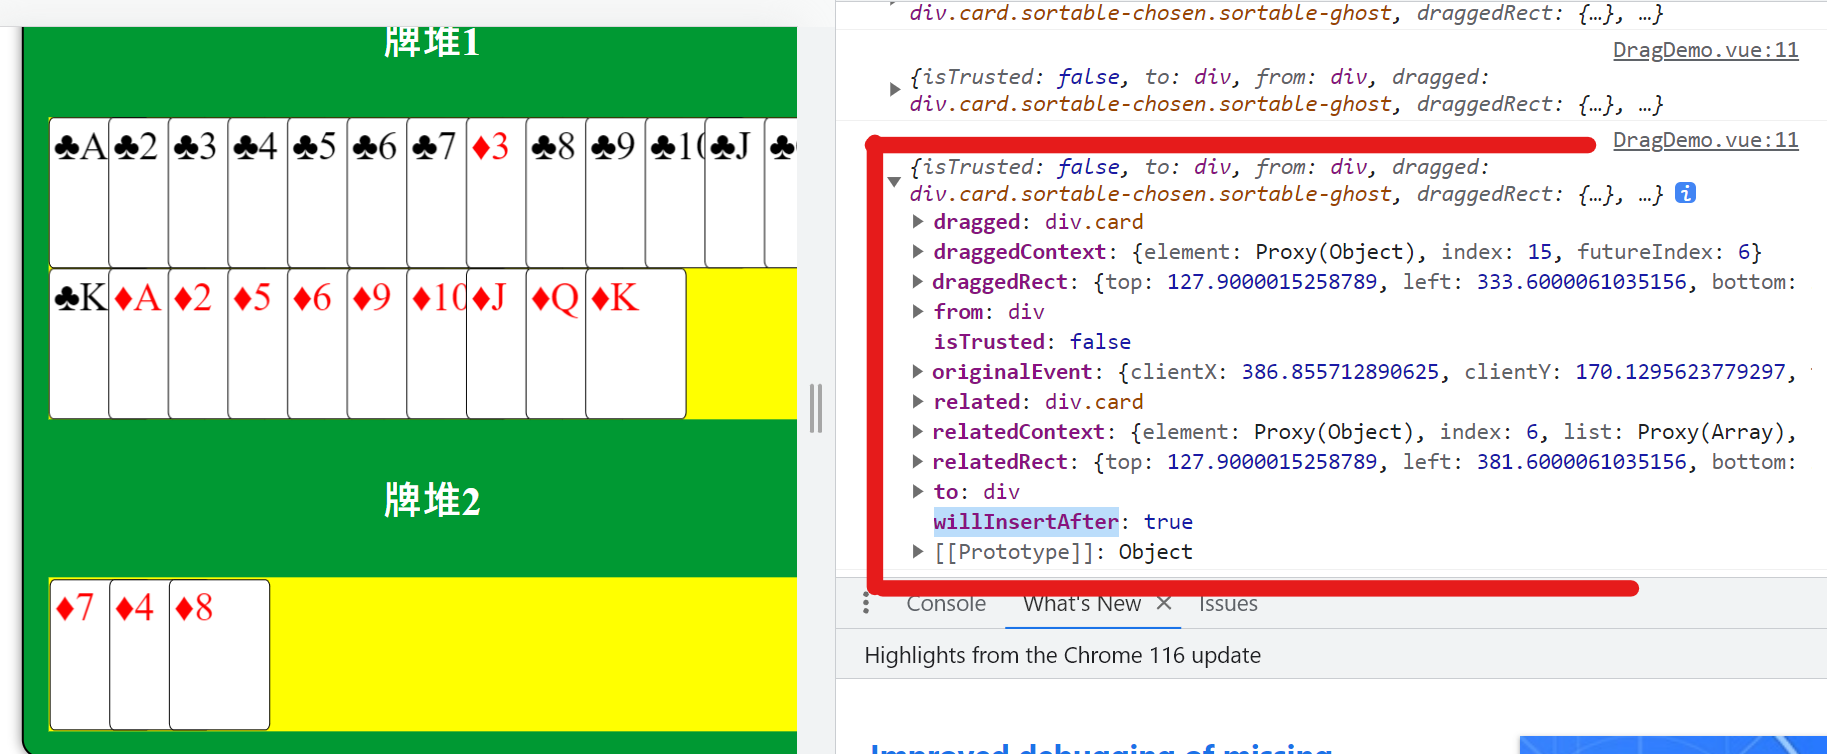 牌堆1
♣A ♣2 ♣3 ♣4 ♣5 ♣6 ♣7 ♦3 ♣8 ♣9 ♣10 ♣J ♣
♣K ♦A ♦2 ♦5 ♦6 ♦9 ♦10 ♦J ♦Q ♦K
牌堆2
♦7 ♦4 ♦8
div.card.sortable-chosen.sortable-ghost, draggedRect: {…}, …}
DragDemo.vue:11
{isTrusted: false, to: div, from: div, dragged:
div.card.sortable-chosen.sortable-ghost, draggedRect: {…}, …}
DragDemo.vue:11
{isTrusted: false, to: div, from: div, dragged:
div.card.sortable-chosen.sortable-ghost, draggedRect: {…}, …} i
dragged: div.card
draggedContext: {element: Proxy(Object), index: 15, futureIndex: 6}
draggedRect: {top: 127.9000015258789, left: 333.6000061035156, bottom:
from: div
isTrusted: false
originalEvent: {clientX: 386.855712890625, clientY: 170.1295623779297,
related: div.card
relatedContext: {element: Proxy(Object), index: 6, list: Proxy(Array),
relatedRect: {top: 127.9000015258789, left: 381.6000061035156, bottom:
to: div
willInsertAfter: true
[[Prototype]]: Object
Console What's New × Issues
Highlights from the Chrome 116 update
Improved debugging of missing